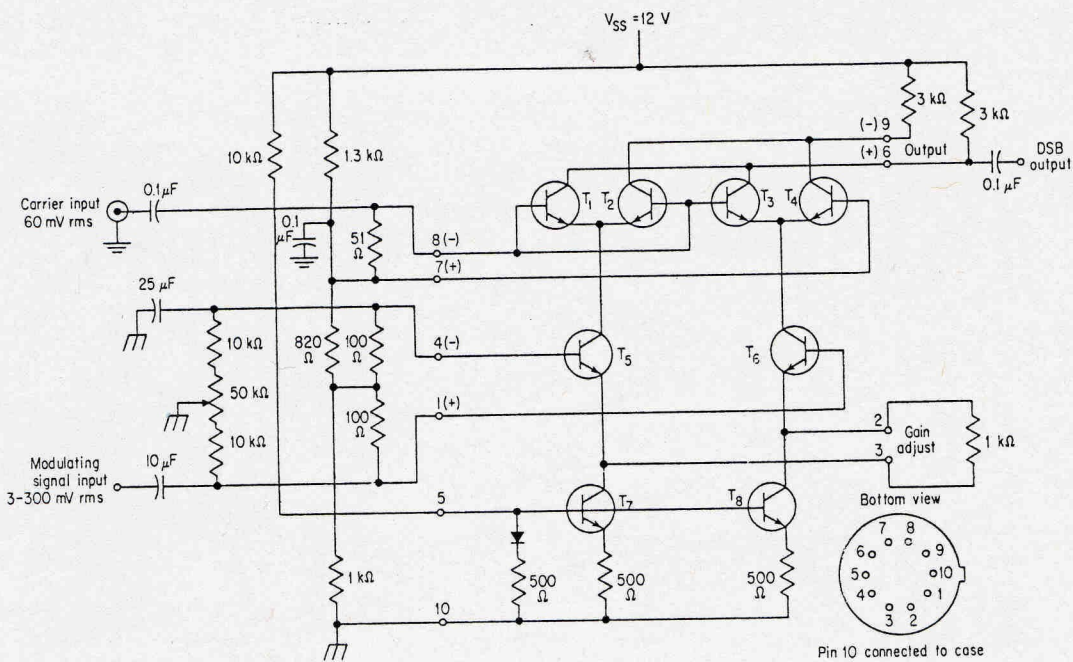 V_SS = 12 V
3 kΩ
3 kΩ
10 kΩ
1.3 kΩ
(-) 9
(+) 6
Output
DSB
output
0.1 μF
Carrier input
60 mV rms
0.1 μF
0.1
μF
51
Ω
8 (-)
7 (+)
T1
T2
T3
T4
25 μF
10 kΩ
820
Ω
100
Ω
4 (-)
T5
T6
50 kΩ
100
Ω
1 (+)
10 kΩ
Modulating
signal input
3-300 mV rms
10 μF
2
3
Gain
adjust
1 kΩ
5
T7
T8
Bottom view
7
8
6
9
5
10
4
1
3
2
1 kΩ
500
Ω
500
Ω
500
Ω
10
Pin 10 connected to case